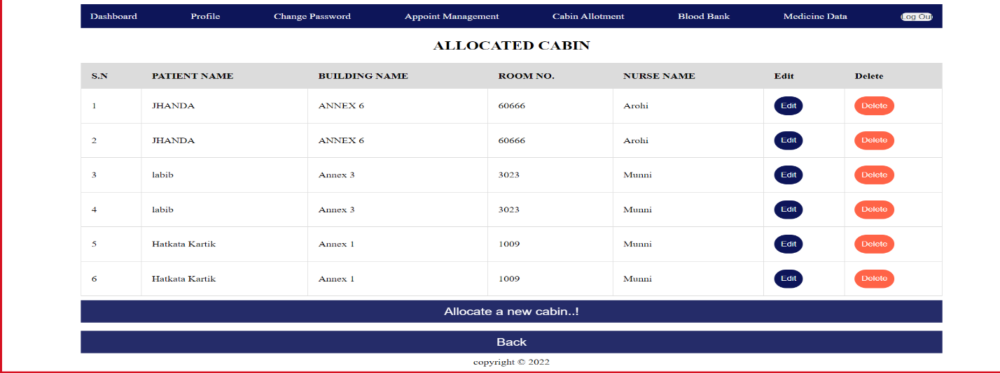 Dashboard Profile Change Password Appoint Management Cabin Allotment Blood Bank Medicine Data Log Out
ALLOCATED CABIN
S.N PATIENT NAME BUILDING NAME ROOM NO. NURSE NAME Edit Delete
1 JHANDA ANNEX 6 60666 Arohi Edit Delete
2 JHANDA ANNEX 6 60666 Arohi Edit Delete
3 labib Annex 3 3023 Munni Edit Delete
4 labib Annex 3 3023 Munni Edit Delete
5 Hatkata Kartik Annex 1 1009 Munni Edit Delete
6 Hatkata Kartik Annex 1 1009 Munni Edit Delete
Allocate a new cabin..!
Back
copyright © 2022